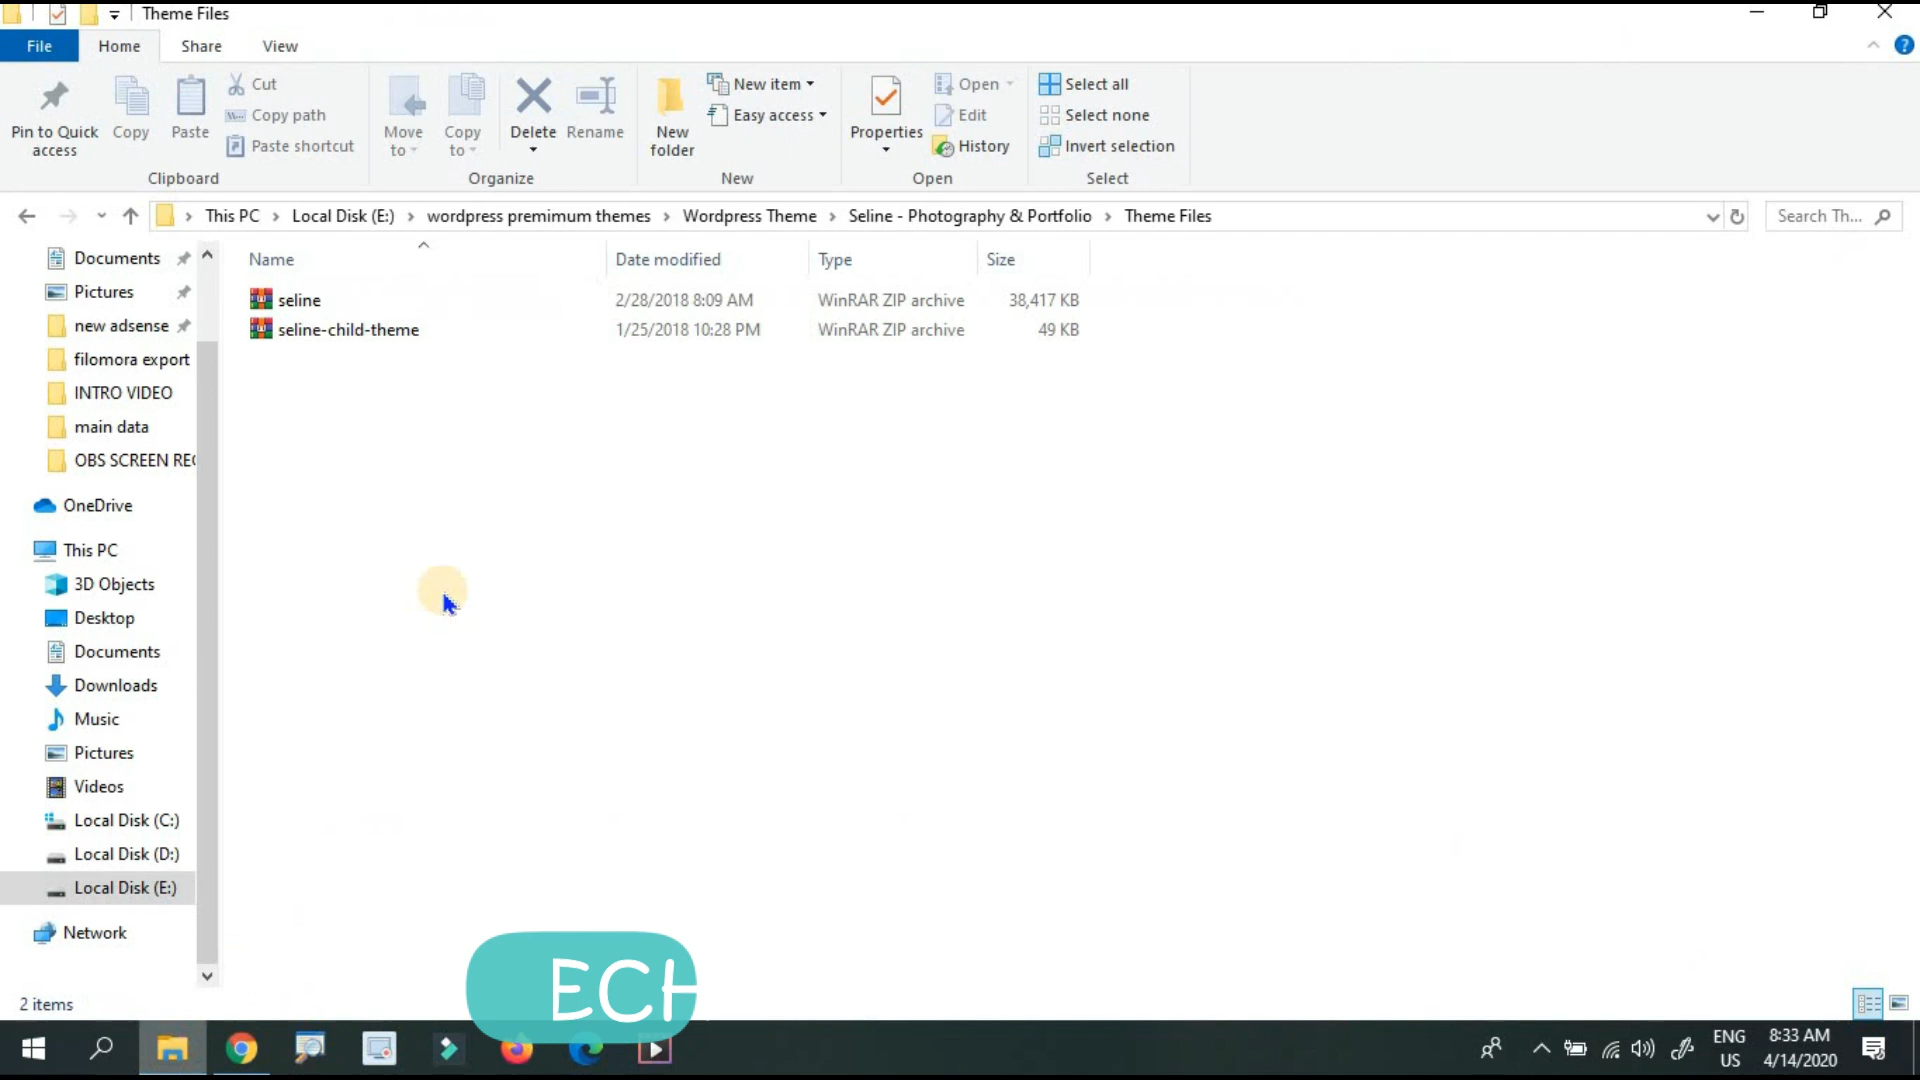 Theme Files
File Home Share View
Pin to Quick access
Copy
Paste
Cut
Copy path
Paste shortcut
Clipboard
Move to
Copy to
Delete
Rename
Organize
New folder
New item
Easy access
New
Properties
Open
Edit
History
Open
Select all
Select none
Invert selection
Select
This PC › Local Disk (E:) › wordpress premimum themes › Wordpress Theme › Seline - Photography & Portfolio › Theme Files
Search Th...
Name Date modified Type Size
seline 2/28/2018 8:09 AM WinRAR ZIP archive 38,417 KB
seline-child-theme 1/25/2018 10:28 PM WinRAR ZIP archive 49 KB
Documents
Pictures
new adsense
filomora export
INTRO VIDEO
main data
OBS SCREEN REC
OneDrive
This PC
3D Objects
Desktop
Documents
Downloads
Music
Pictures
Videos
Local Disk (C:)
Local Disk (D:)
Local Disk (E:)
Network
2 items
ECH
ENG
US
8:33 AM
4/14/2020